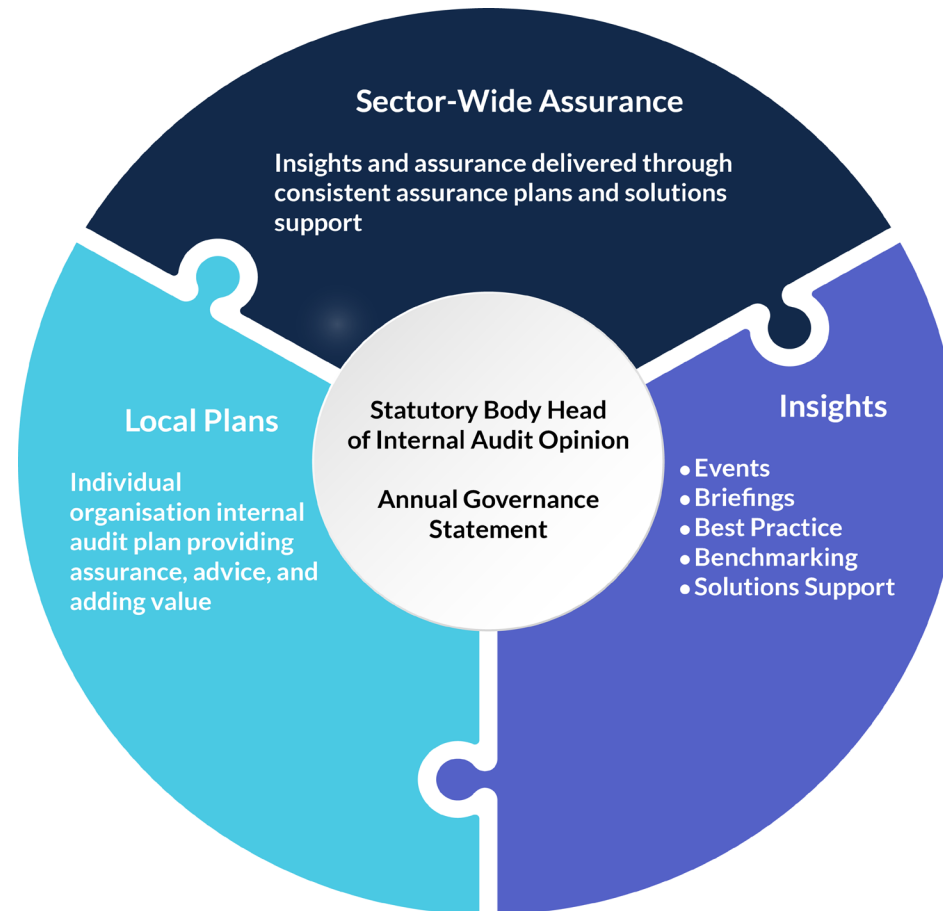 Sector-Wide Assurance
Insights and assurance delivered through
consistent assurance plans and solutions
support
Local Plans
Individual
organisation internal
audit plan providing
assurance, advice, and
adding value
Statutory Body Head
of Internal Audit Opinion
Annual Governance
Statement
Insights
• Events
• Briefings
• Best Practice
• Benchmarking
• Solutions Support